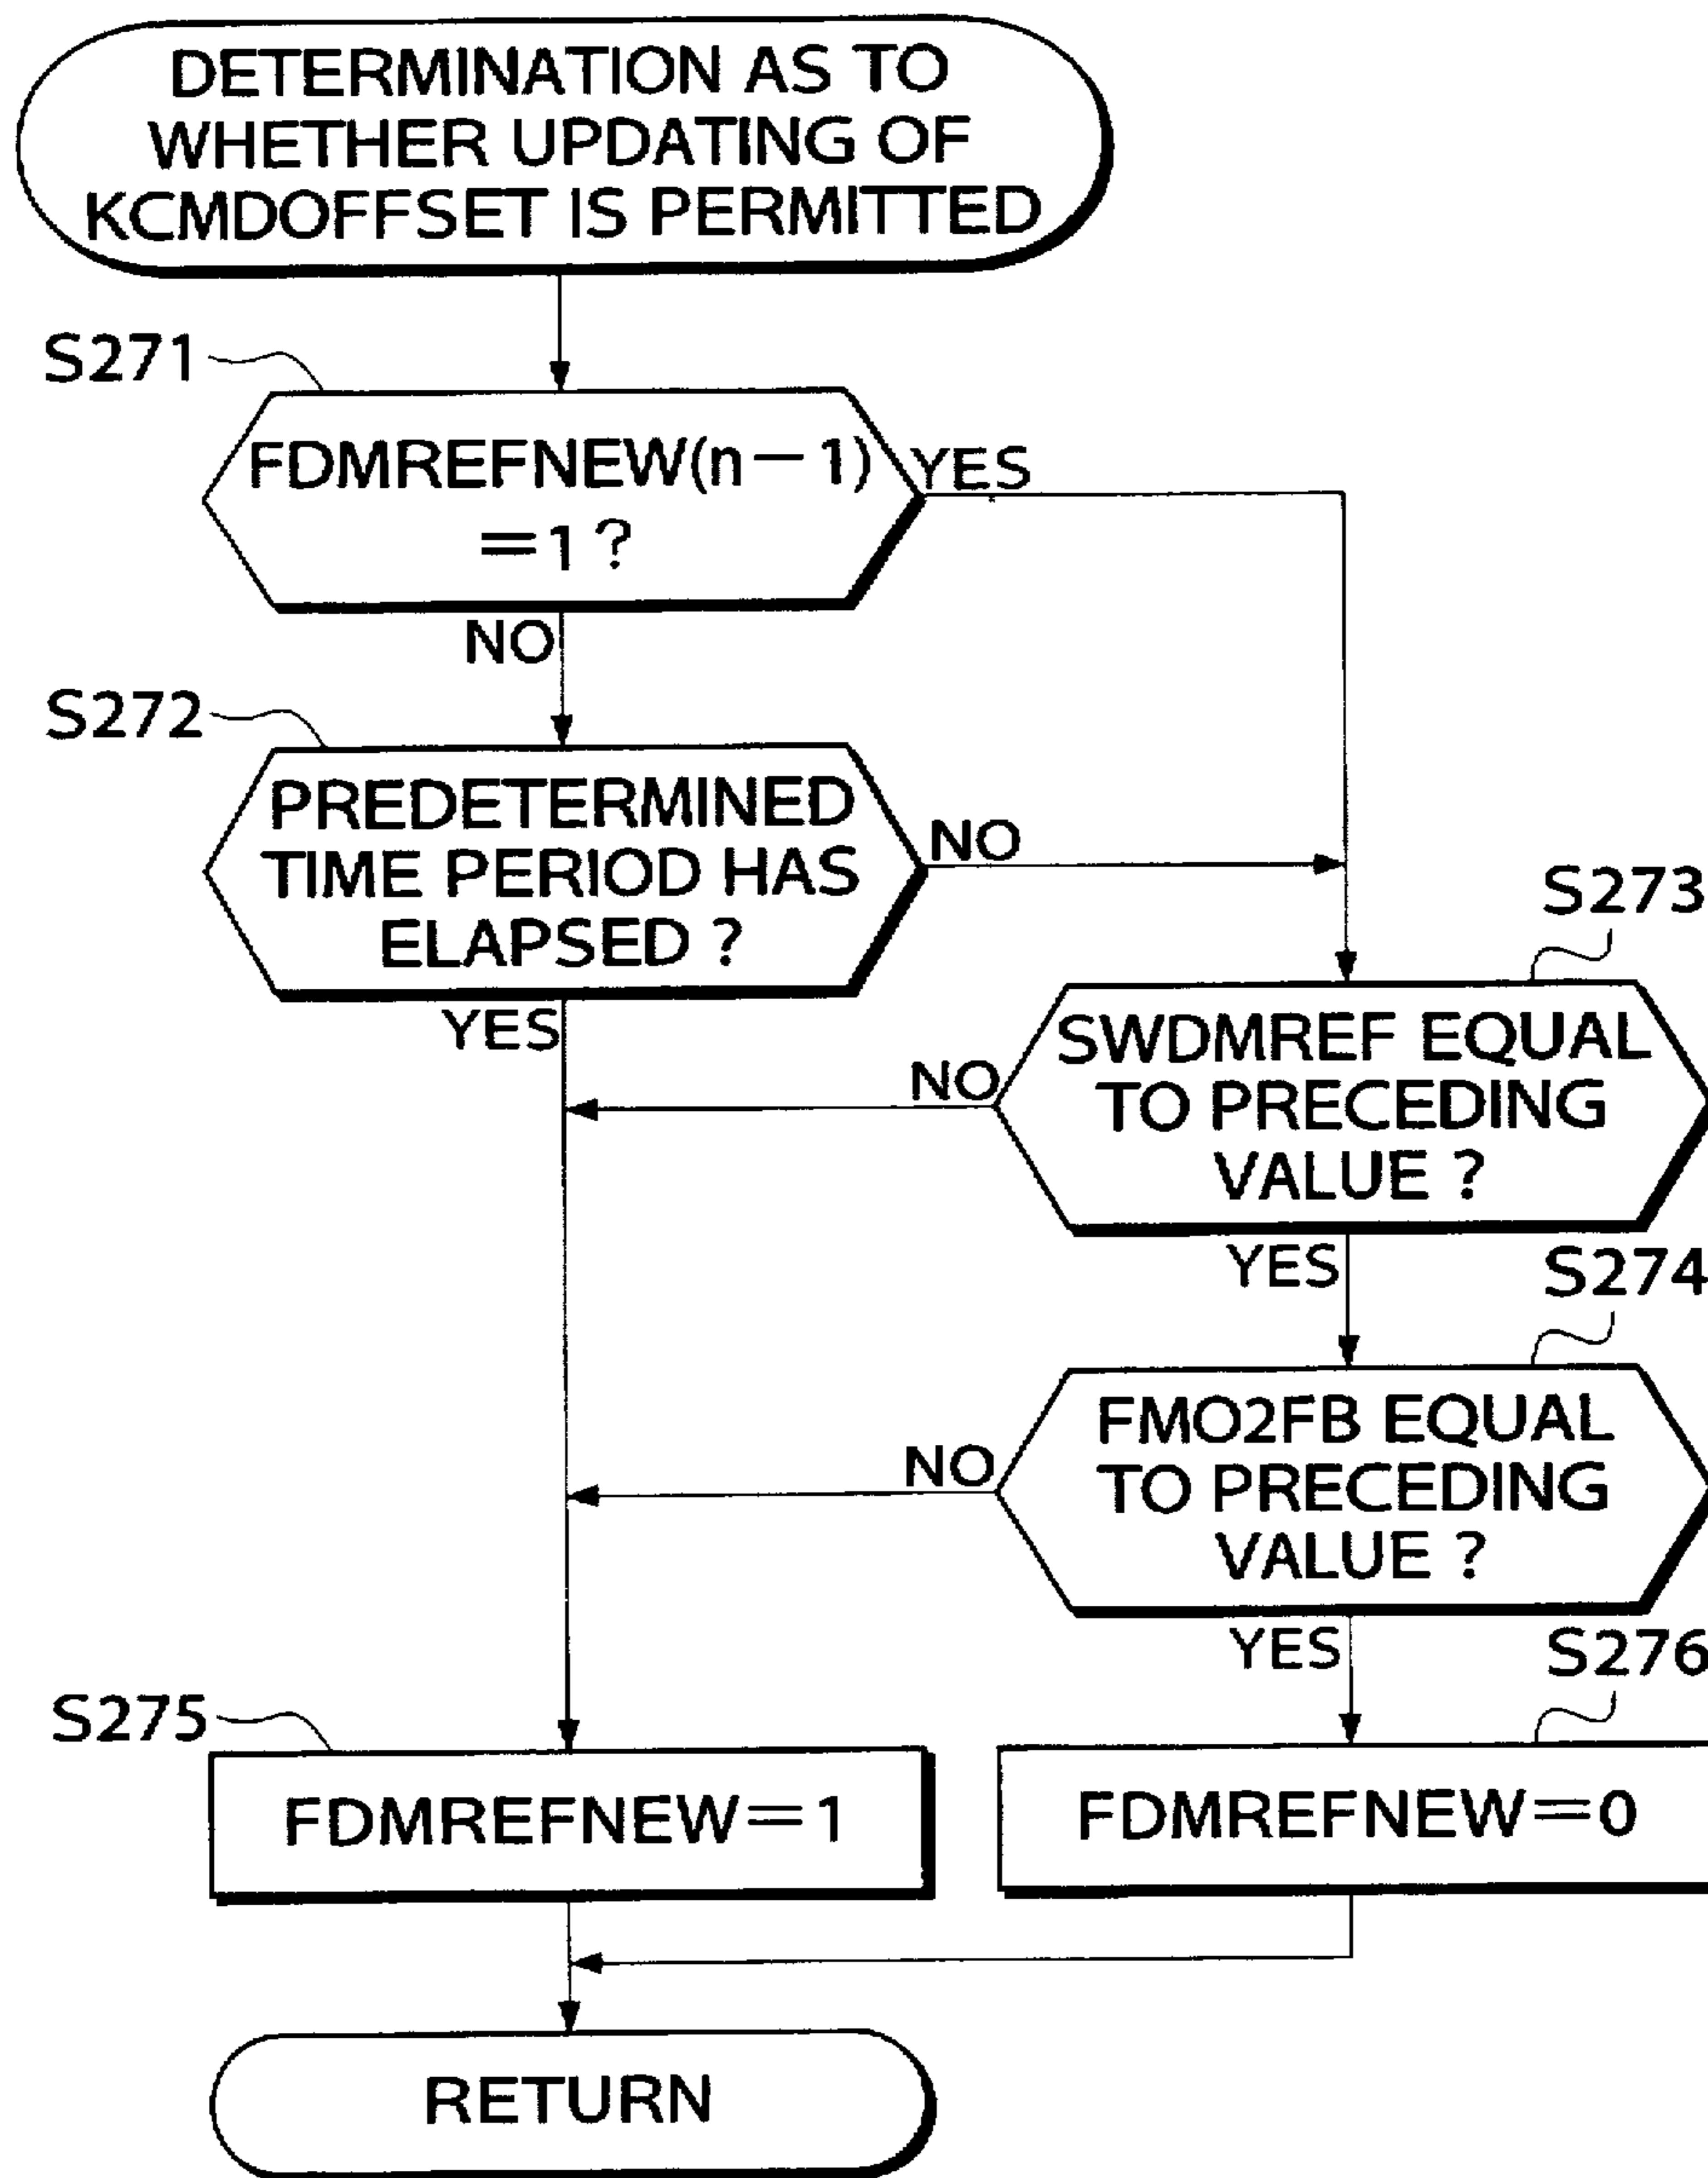 DETERMINATION AS TO
WHETHER UPDATING OF
KCMDOFFSET IS PERMITTED
S271
FDMREFNEW(n-1)
=1?
YES
NO
S272
PREDETERMINED
TIME PERIOD HAS
ELAPSED ?
NO
YES
S273
SWDMREF EQUAL
TO PRECEDING
VALUE ?
NO
YES
S274
FMO2FB EQUAL
TO PRECEDING
VALUE ?
NO
YES
S275
FDMREFNEW=1
S276
FDMREFNEW=0
RETURN